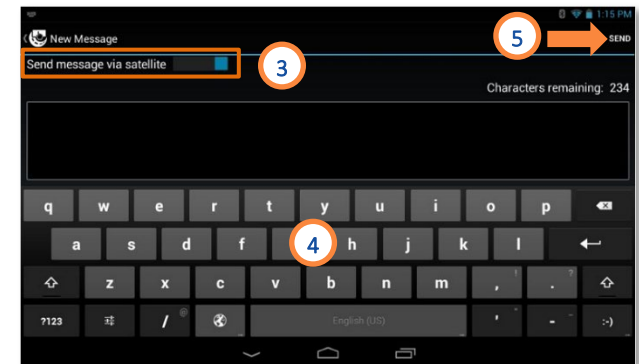 1:15 PM
New Message
5
SEND
Send message via satellite
3
Characters remaining: 234
q w e r t y u i o p
a s d f 4 h j k l
z x c v b n m , ! . ?
?123 / @ English (US) ' - :-)